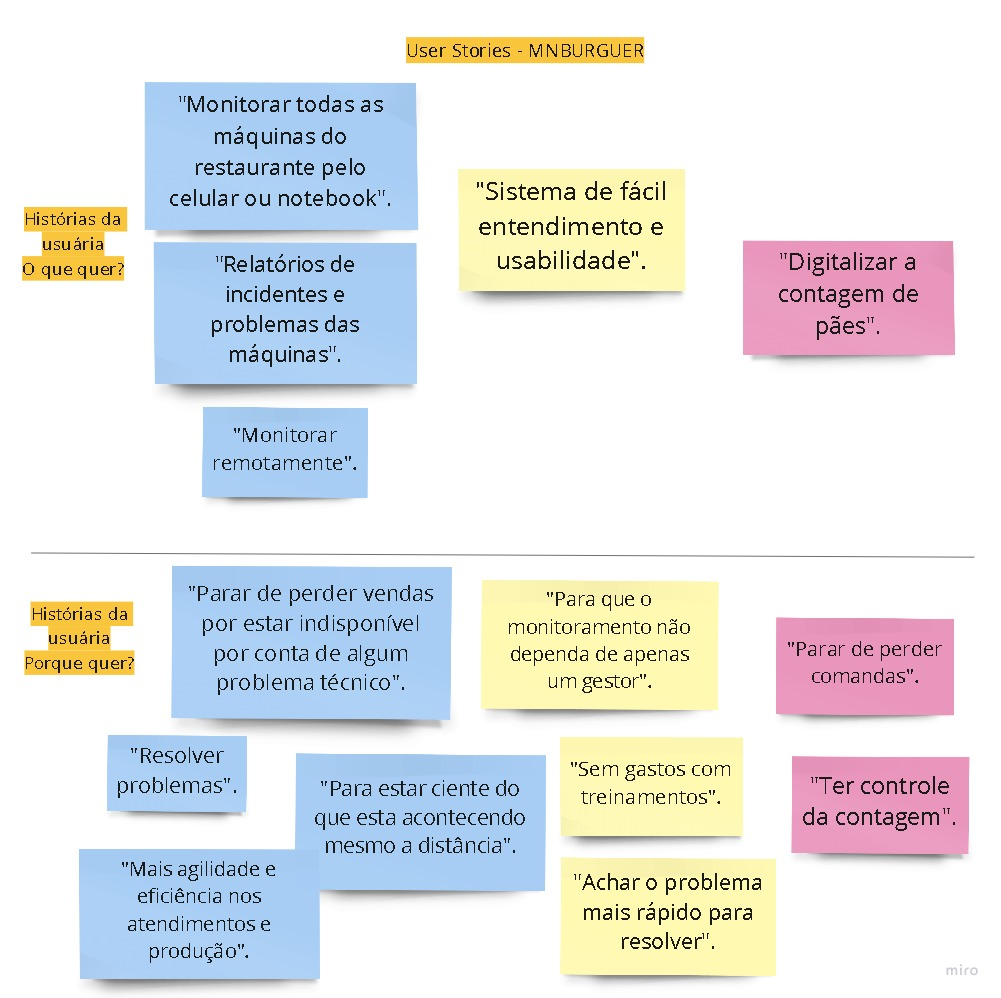 User Stories - MNBURGUER
Histórias da
usuária
O que quer?
"Monitorar todas as
máquinas do
restaurante pelo
celular ou notebook".
"Relatórios de
incidentes e
problemas das
máquinas".
"Monitorar
remotamente".
"Sistema de fácil
entendimento e
usabilidade".
"Digitalizar a
contagem de
pães".
Histórias da
usuária
Porque quer?
"Parar de perder vendas
por estar indisponível
por conta de algum
problema técnico".
"Resolver
problemas".
"Para estar ciente do
que esta acontecendo
mesmo a distância".
"Mais agilidade e
eficiência nos
atendimentos e
produção".
"Para que o
monitoramento não
dependa de apenas
um gestor".
"Sem gastos com
treinamentos".
"Achar o problema
mais rápido para
resolver".
"Parar de perder
comandas".
"Ter controle
da contagem".
miro